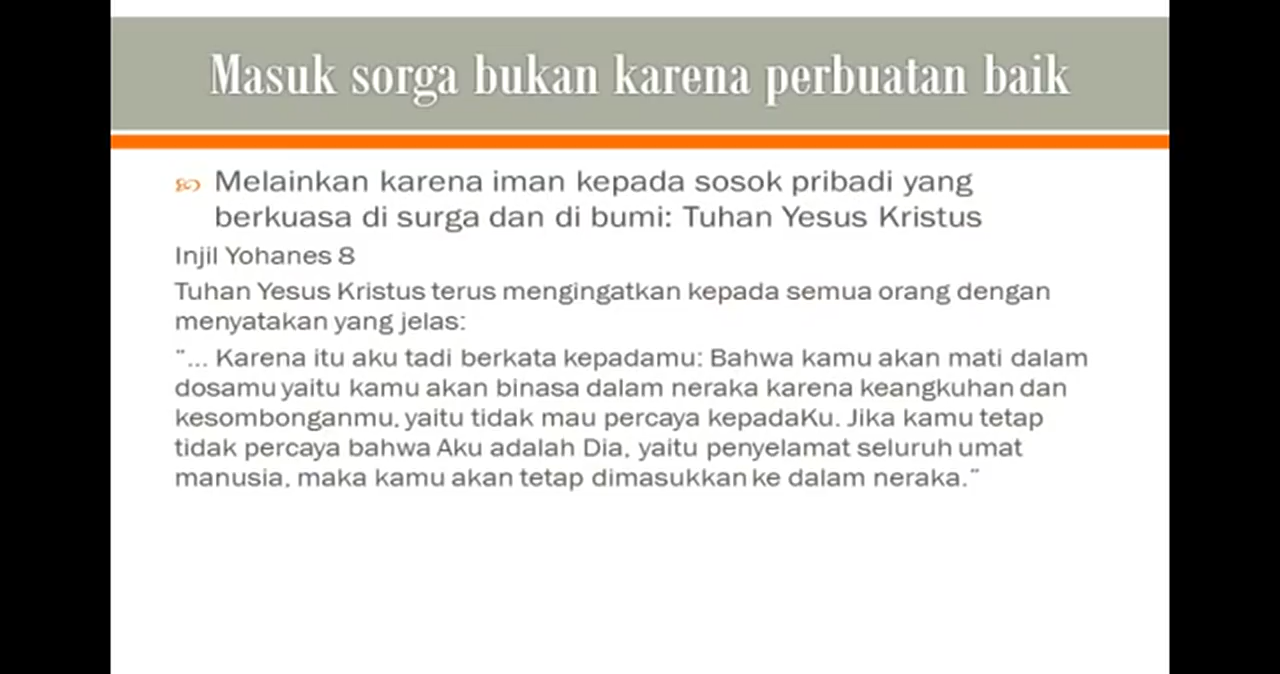 Masuk sorga bukan karena perbuatan baik
Melainkan karena iman kepada sosok pribadi yang
berkuasa di surga dan di bumi: Tuhan Yesus Kristus
Injil Yohanes 8
Tuhan Yesus Kristus terus mengingatkan kepada semua orang dengan
menyatakan yang jelas:
"... Karena itu aku tadi berkata kepadamu: Bahwa kamu akan mati dalam
dosamu yaitu kamu akan binasa dalam neraka karena keangkuhan dan
kesombonganmu, yaitu tidak mau percaya kepadaKu. Jika kamu tetap
tidak percaya bahwa Aku adalah Dia, yaitu penyelamat seluruh umat
manusia, maka kamu akan tetap dimasukkan ke dalam neraka."